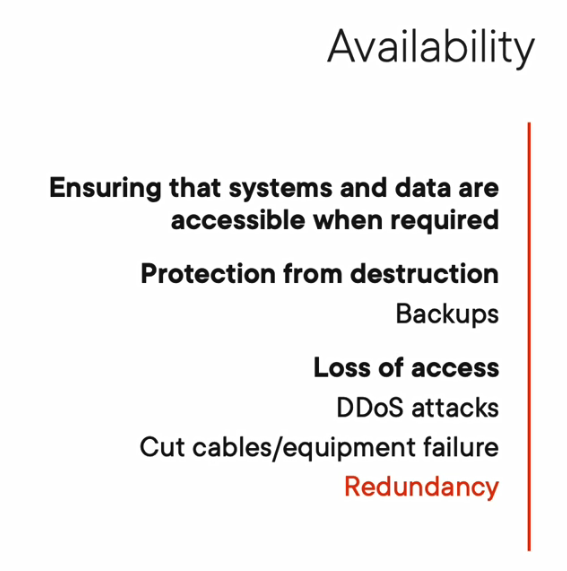 Availability
Ensuring that systems and data are
accessible when required
Protection from destruction
Backups
Loss of access
DDoS attacks
Cut cables/equipment failure
Redundancy